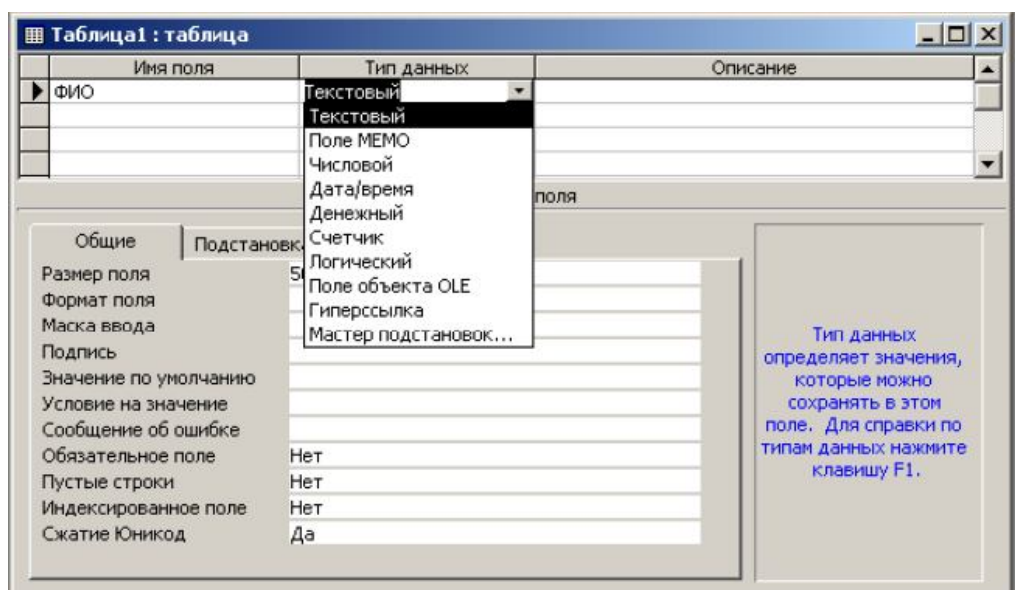 Таблица1 : таблица
Имя поля Тип данных Описание
ФИО Текстовый
Текстовый
Поле MEMO
Числовой
Дата/время
Денежный
Счетчик
Логический
Поле объекта OLE
Гиперссылка
Мастер подстановок...
поля
Общие
Размер поля
Формат поля
Маска ввода
Подпись
Значение по умолчанию
Условие на значение
Сообщение об ошибке
Обязательное поле Нет
Пустые строки Нет
Индексированное поле Нет
Сжатие Юникод Да
Тип данных
определяет значения,
которые можно
сохранять в этом
поле. Для справки по
типам данных нажмите
клавишу F1.